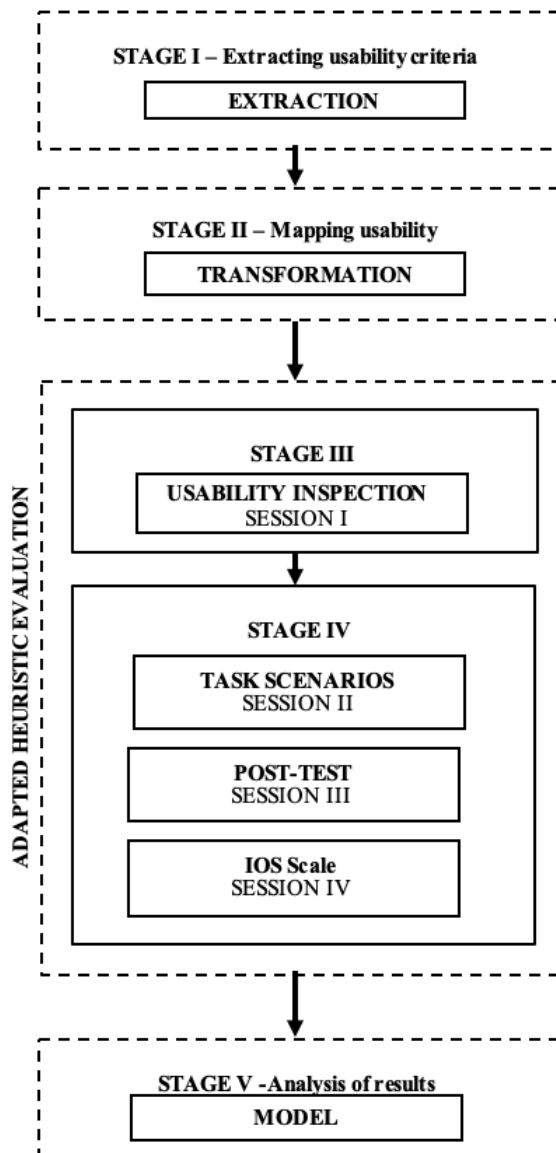 STAGE I – Extracting usability criteria
EXTRACTION
STAGE II – Mapping usability
TRANSFORMATION
ADAPTED HEURISTIC EVALUATION
STAGE III
USABILITY INSPECTION
SESSION I
STAGE IV
TASK SCENARIOS
SESSION II
POST-TEST
SESSION III
IOS Scale
SESSION IV
STAGE V -Analysis of results
MODEL